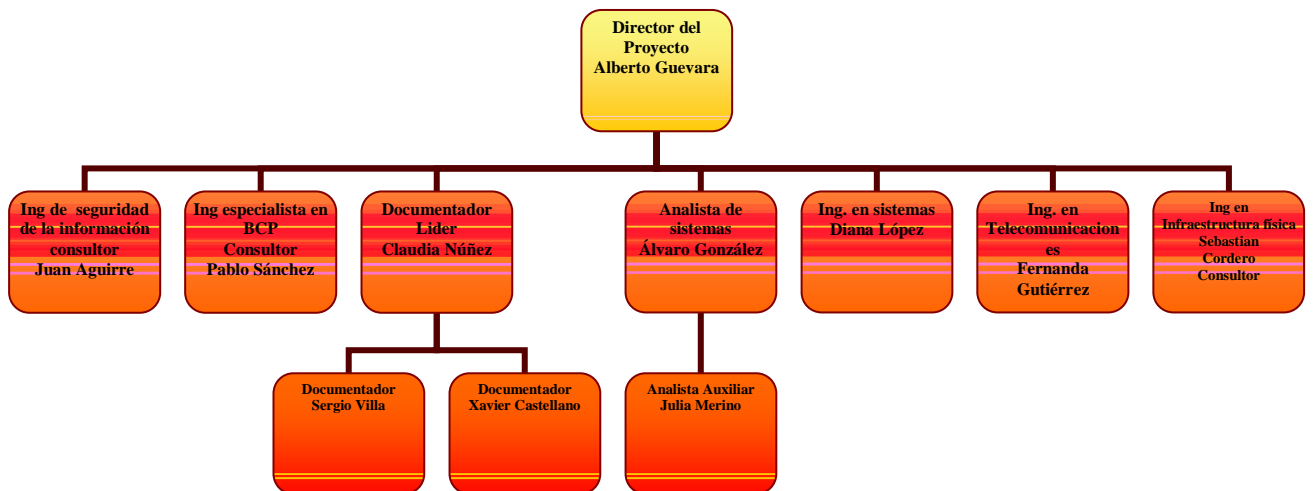 Director del
Proyecto
Alberto Guevara
Ing de seguridad
de la información
consultor
Juan Aguirre
Ing especialista en
BCP
Consultor
Pablo Sánchez
Documentador
Lider
Claudia Núñez
Analista de
sistemas
Álvaro González
Ing. en sistemas
Diana López
Ing. en
Telecomunicacion
es
Fernanda
Gutiérrez
Ing en
Infraestructura física
Sebastian
Cordero
Consultor
Documentador
Sergio Villa
Documentador
Xavier Castellano
Analista Auxiliar
Julia Merino